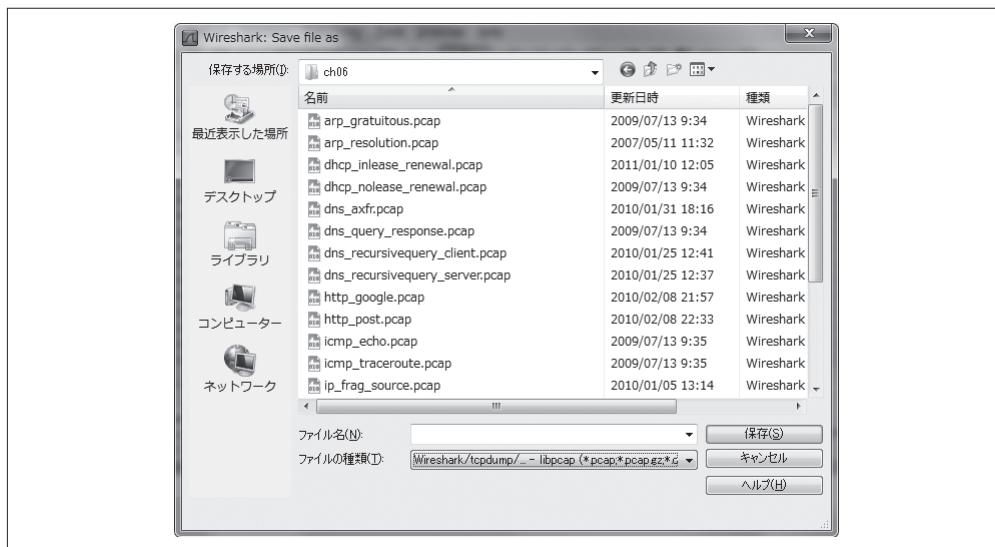 Wireshark: Save file as
保存する場所(I):
ch06
最近表示した場所
デスクトップ
ライブラリ
コンピューター
ネットワーク
名前 更新日時 種類
arp_gratuitous.pcap 2009/07/13 9:34 Wireshark
arp_resolution.pcap 2007/05/11 11:32 Wireshark
dhcp_inlease_renewal.pcap 2011/01/10 12:05 Wireshark
dhcp_nolease_renewal.pcap 2009/07/13 9:34 Wireshark
dns_axfr.pcap 2010/01/31 18:16 Wireshark
dns_query_response.pcap 2009/07/13 9:34 Wireshark
dns_recursivequery_client.pcap 2010/01/25 12:41 Wireshark
dns_recursivequery_server.pcap 2010/01/25 12:37 Wireshark
http_google.pcap 2010/02/08 21:57 Wireshark
http_post.pcap 2010/02/08 22:33 Wireshark
icmp_echo.pcap 2009/07/13 9:35 Wireshark
icmp_traceroute.pcap 2009/07/13 9:35 Wireshark
ip_frag_source.pcap 2010/01/05 13:14 Wireshark
ファイル名(N):
保存(S)
ファイルの種類(T):
Wireshark/tcpdump/... - libpcap (*.pcap;*.pcap.gz;*.c
キャンセル
ヘルプ(H)